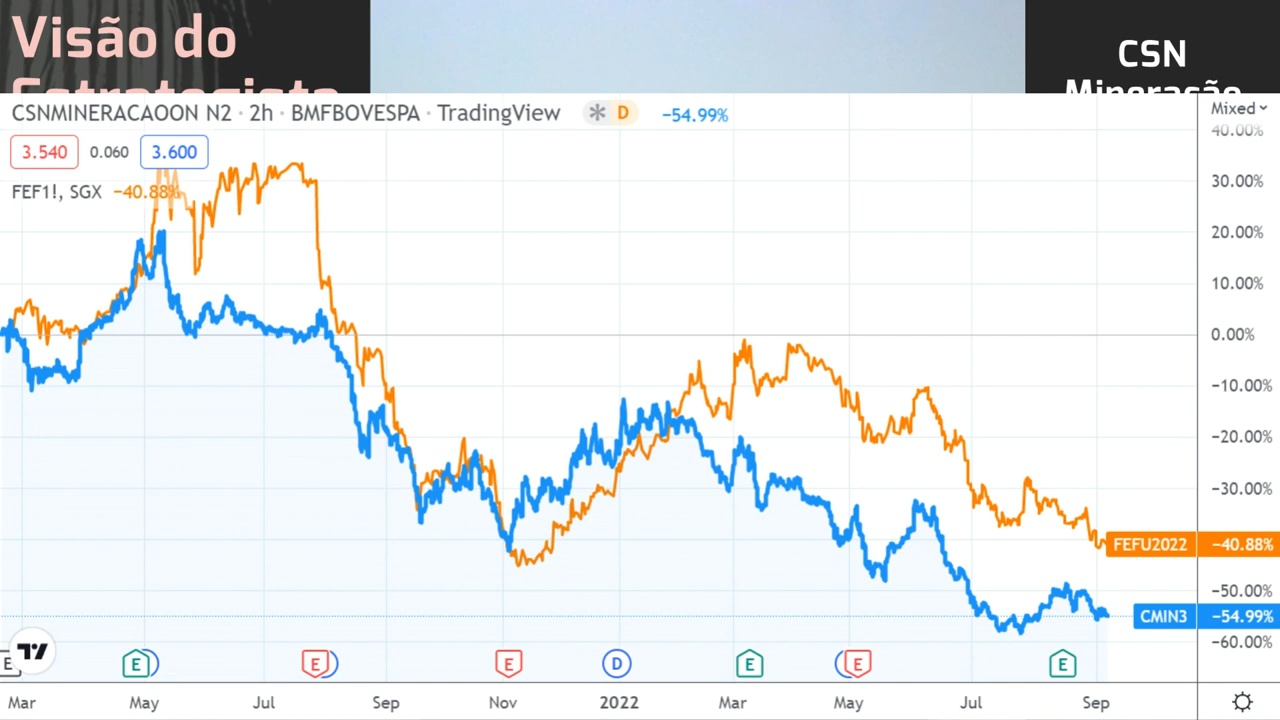 Visão do
Estrategista
CSN
Mineração
CSNMINERACAOON N2 · 2h · BMFBOVESPA · TradingView
D
−54.99%
Mixed
3.540
0.060
3.600
FEF1!, SGX −40.88%
40.00%
30.00%
20.00%
10.00%
0.00%
−10.00%
−20.00%
−30.00%
FEFU2022 −40.88%
−50.00%
CMIN3 −54.99%
−60.00%
E E E E D E E E
Mar May Jul Sep Nov 2022 Mar May Jul Sep